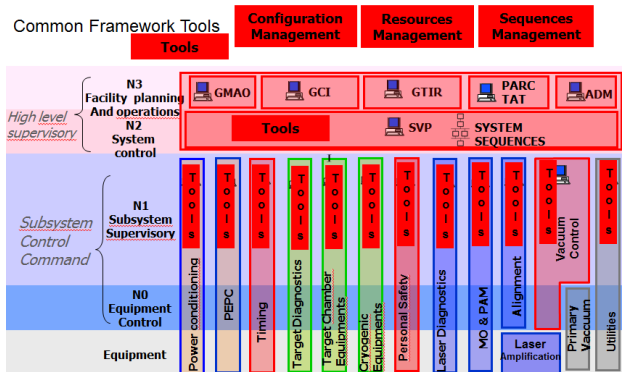 Common Framework Tools
Tools
Configuration
Management
Resources
Management
Sequences
Management
High level
supervisory
N3
Facility planning
And operations
N2
System
control
GMAO
GCI
GTIR
PARC
TAT
ADM
Tools
SVP
SYSTEM
SEQUENCES
Subsystem
Control
Command
N1
Subsystem
Supervisory
N0
Equipment
Control
Equipment
Tools
Power conditioning
Tools
PEPC
Tools
Timing
Tools
Target Diagnostics
Tools
Target Chamber
Equipments
Tools
Cryogenic
Equipments
Tools
Personal Safety
Tools
Laser Diagnostics
Tools
MO & PAM
Tools
Alignment
Laser
Amplification
Tools
Vacuum
Control
Primary
Vaccuum
Tools
Utilities